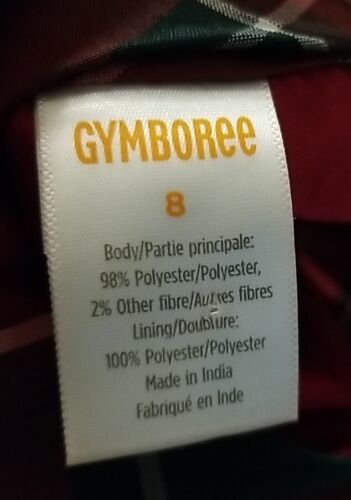 GYMBOREE
8
Body/Partie principale:
98% Polyester/Polyester,
2% Other fibre/Autres fibres
Lining/Doublure:
100% Polyester/Polyester
Made in India
Fabriqué en Inde